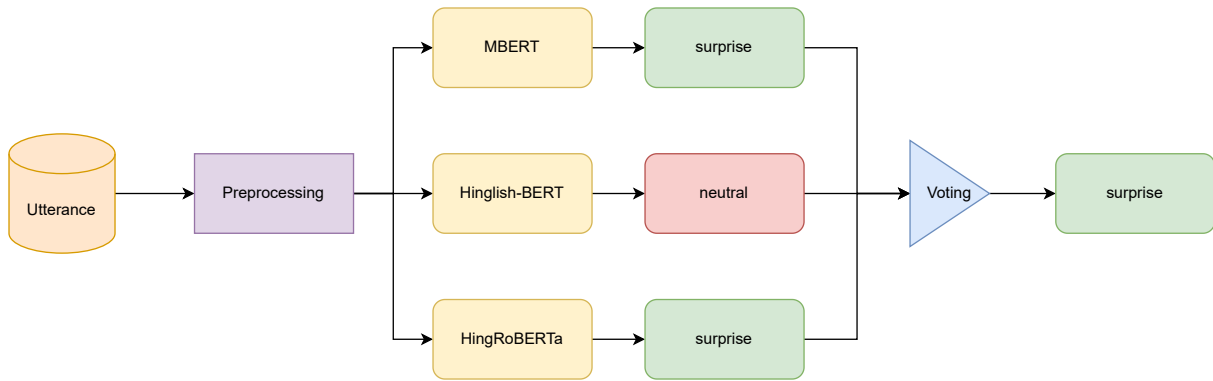 Utterance
Preprocessing
MBERT
surprise
Hinglish-BERT
neutral
HingRoBERTa
surprise
Voting
surprise